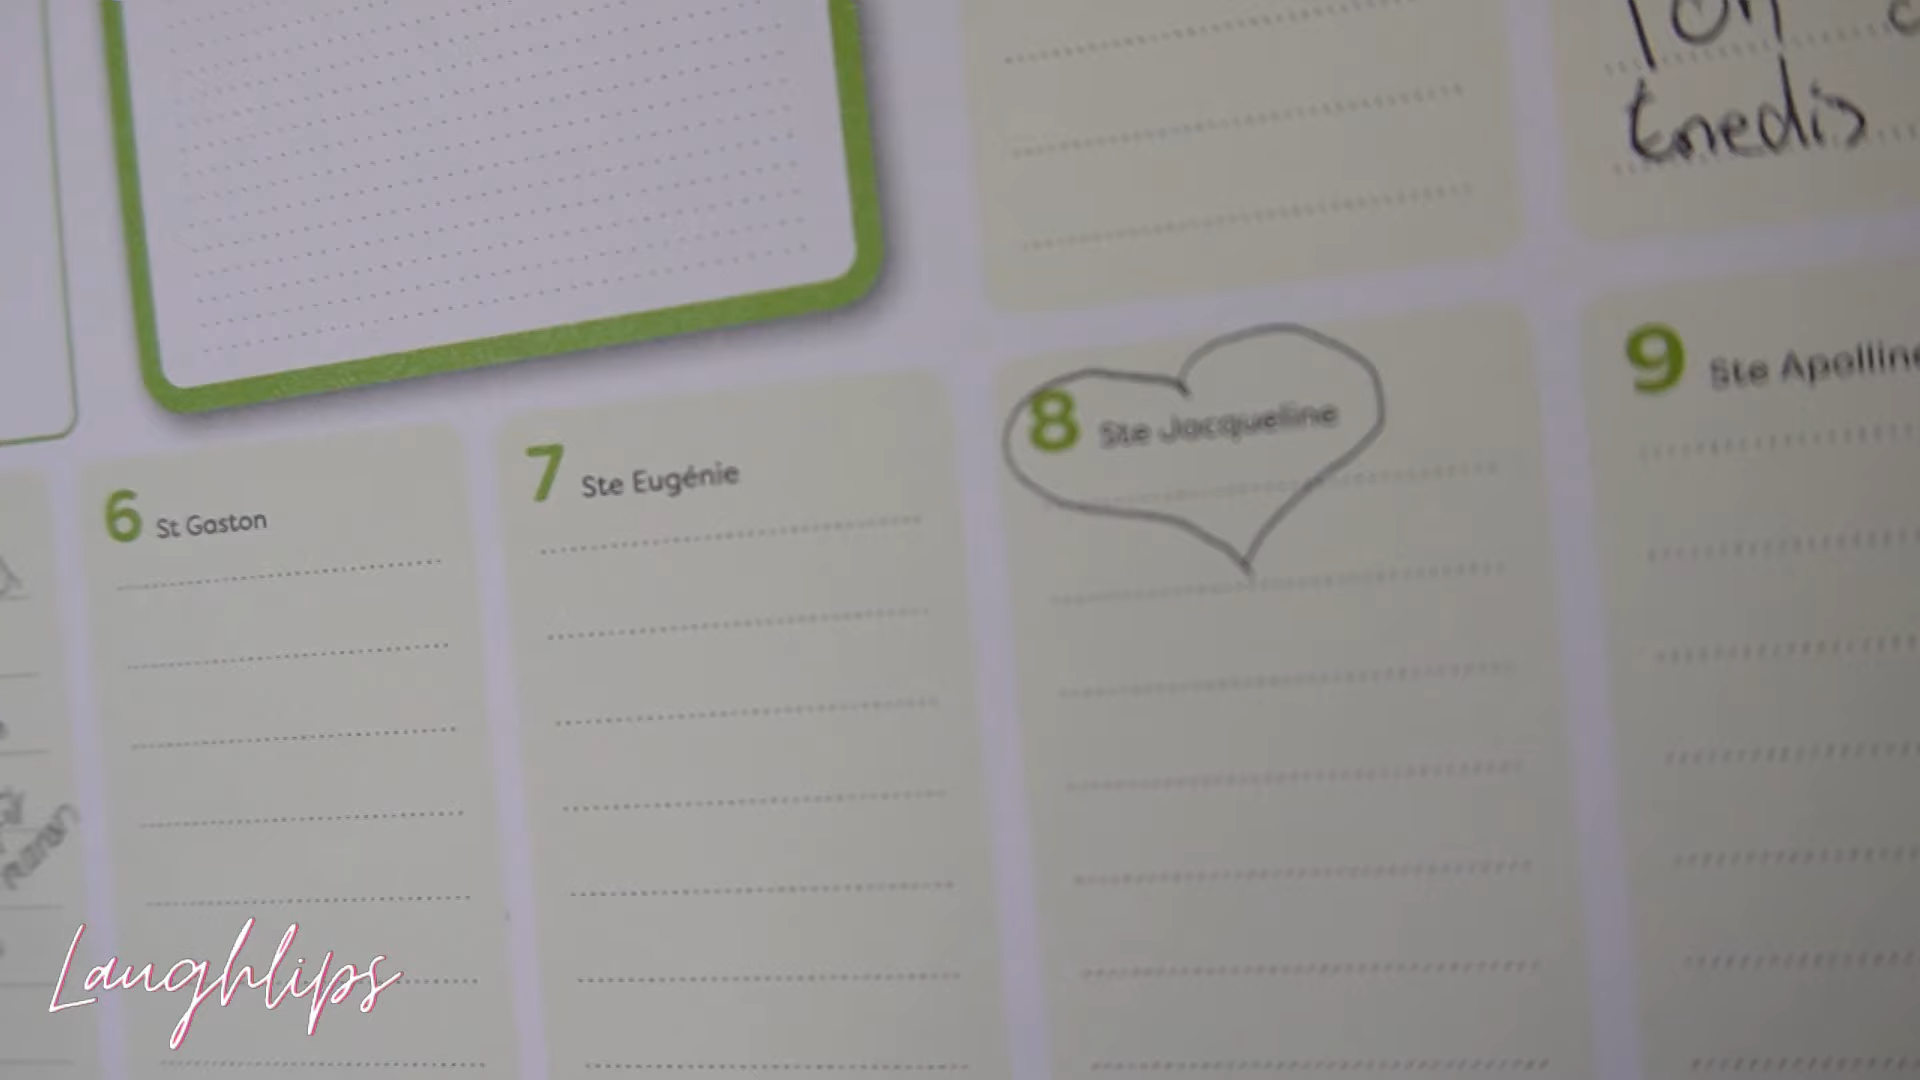 Enedis
6 St Gaston
7 Ste Eugénie
8 Ste Jacqueline
9 Ste Apolline
Laughlips